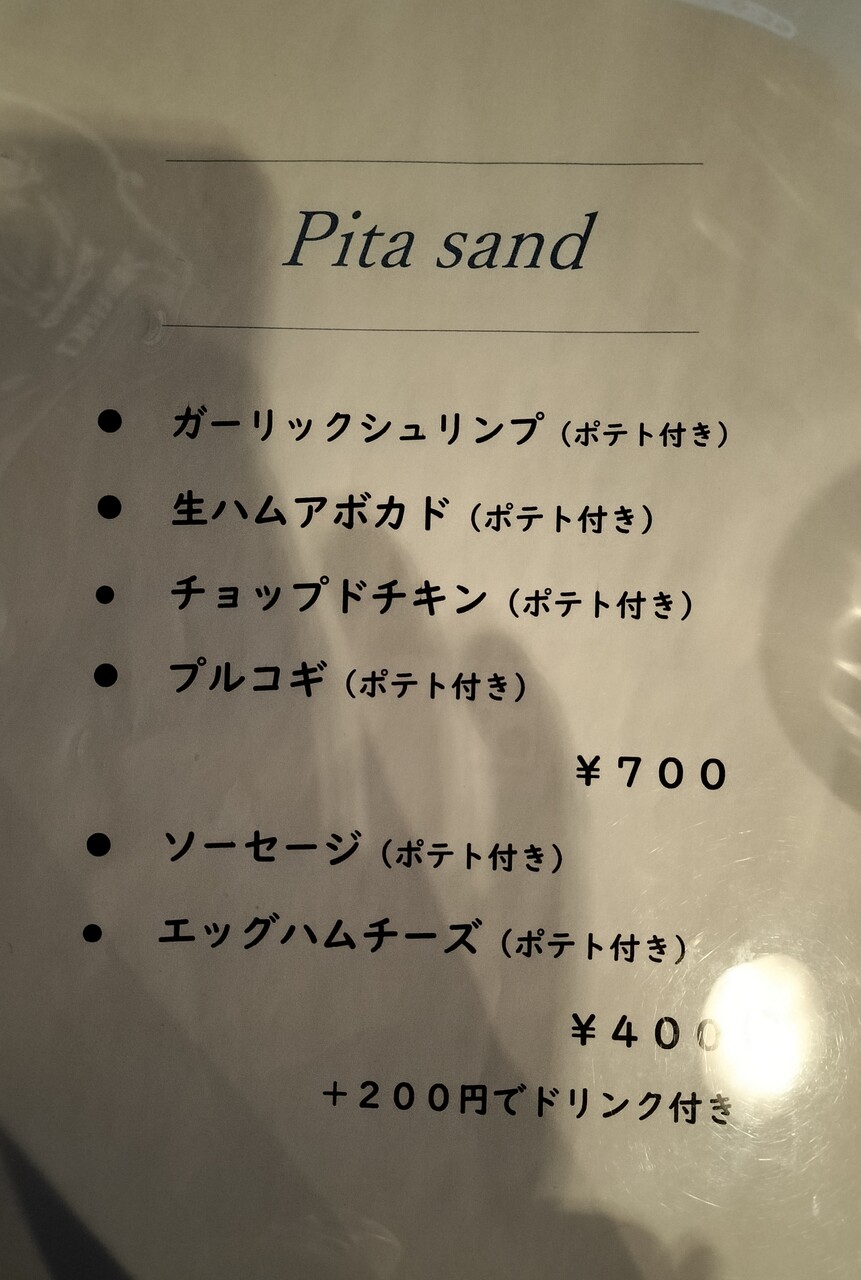 Pita sand
● ガーリックシュリンプ（ポテト付き）
● 生ハムアボカド（ポテト付き）
● チョップドチキン（ポテト付き）
● プルコギ（ポテト付き）
￥７００
● ソーセージ（ポテト付き）
● エッグハムチーズ（ポテト付き）
￥４００
＋２００円でドリンク付き